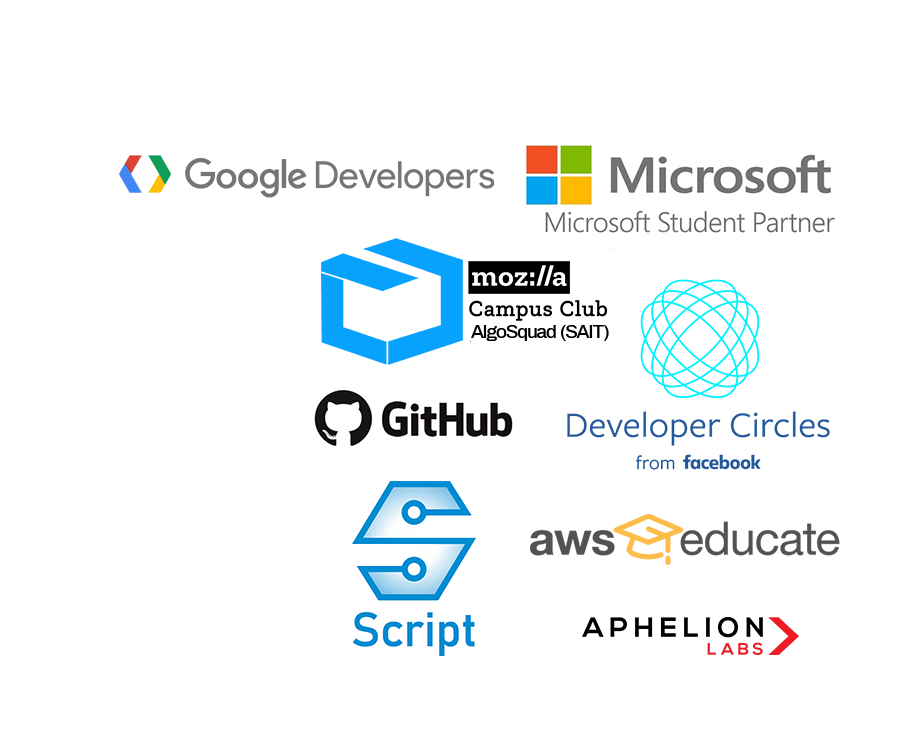 Google Developers
Microsoft
Microsoft Student Partner
moz://a
Campus Club
AlgoSquad (SAIT)
GitHub
Developer Circles
from facebook
Script
aws educate
APHELION
LABS